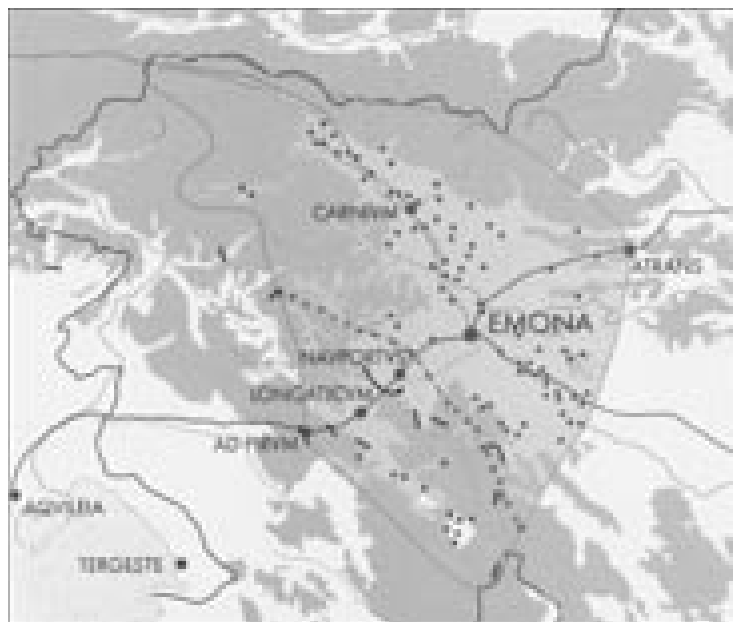 CARNIVM
ATRANS
EMONA
NAVPORTVS
LONGATICVM
AD PIRVM
AQVILEIA
TERGESTE